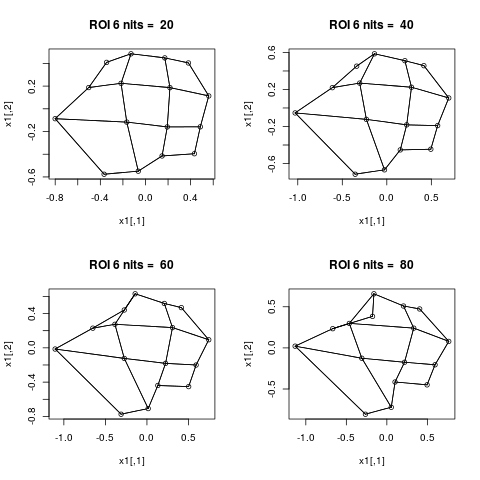 ROI 6 nits = 20
x1[,2]
0.2
-0.2
-0.6
-0.8 -0.4 0.0 0.4
x1[,1]
ROI 6 nits = 40
x1[,2]
0.6
0.2
-0.2
-0.6
-1.0 -0.5 0.0 0.5
x1[,1]
ROI 6 nits = 60
x1[,2]
0.4
0.0
-0.4
-0.8
-1.0 -0.5 0.0 0.5
x1[,1]
ROI 6 nits = 80
x1[,2]
0.5
0.0
-0.5
-1.0 -0.5 0.0 0.5
x1[,1]